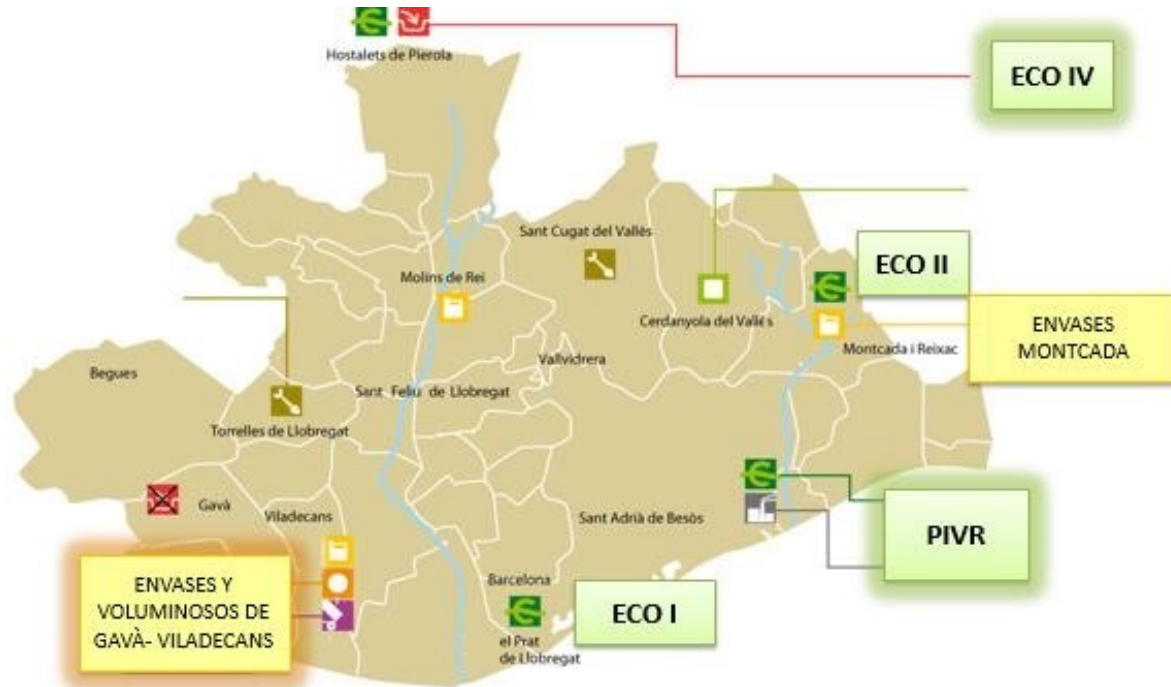 Hostalets de Pierola
ECO IV
Sant Cugat del Vallès
Molins de Rei
ECO II
Cerdanyola del Vallés
Montcada i Reixac
ENVASES
MONTCADA
Vallvidrera
Begues
Sant Feliu de Llobregat
Torrelles de Llobregat
Gavà
Viladecans
Sant Adrià de Besòs
PIVR
ENVASES Y
VOLUMINOSOS DE
GAVÀ- VILADECANS
Barcelona
ECO I
el Prat
de Llobregat